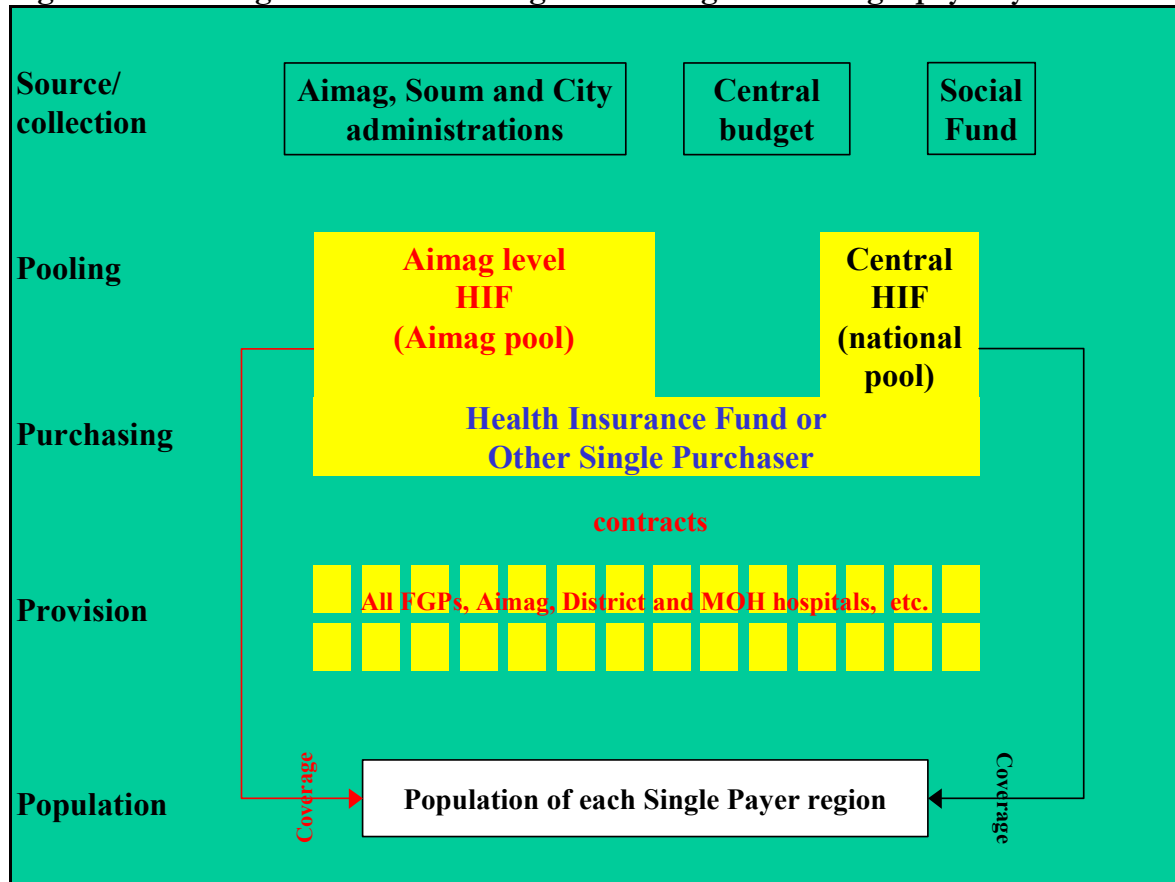 Source/
collection
Aimag, Soum and City
administrations
Central
budget
Social
Fund
Pooling
Aimag level
HIF
(Aimag pool)
Central
HIF
(national
pool)
Purchasing
Health Insurance Fund or
Other Single Purchaser
contracts
Provision
All FGPs, Aimag, District and MOH hospitals, etc.
Population
Coverage
Population of each Single Payer region
Coverage